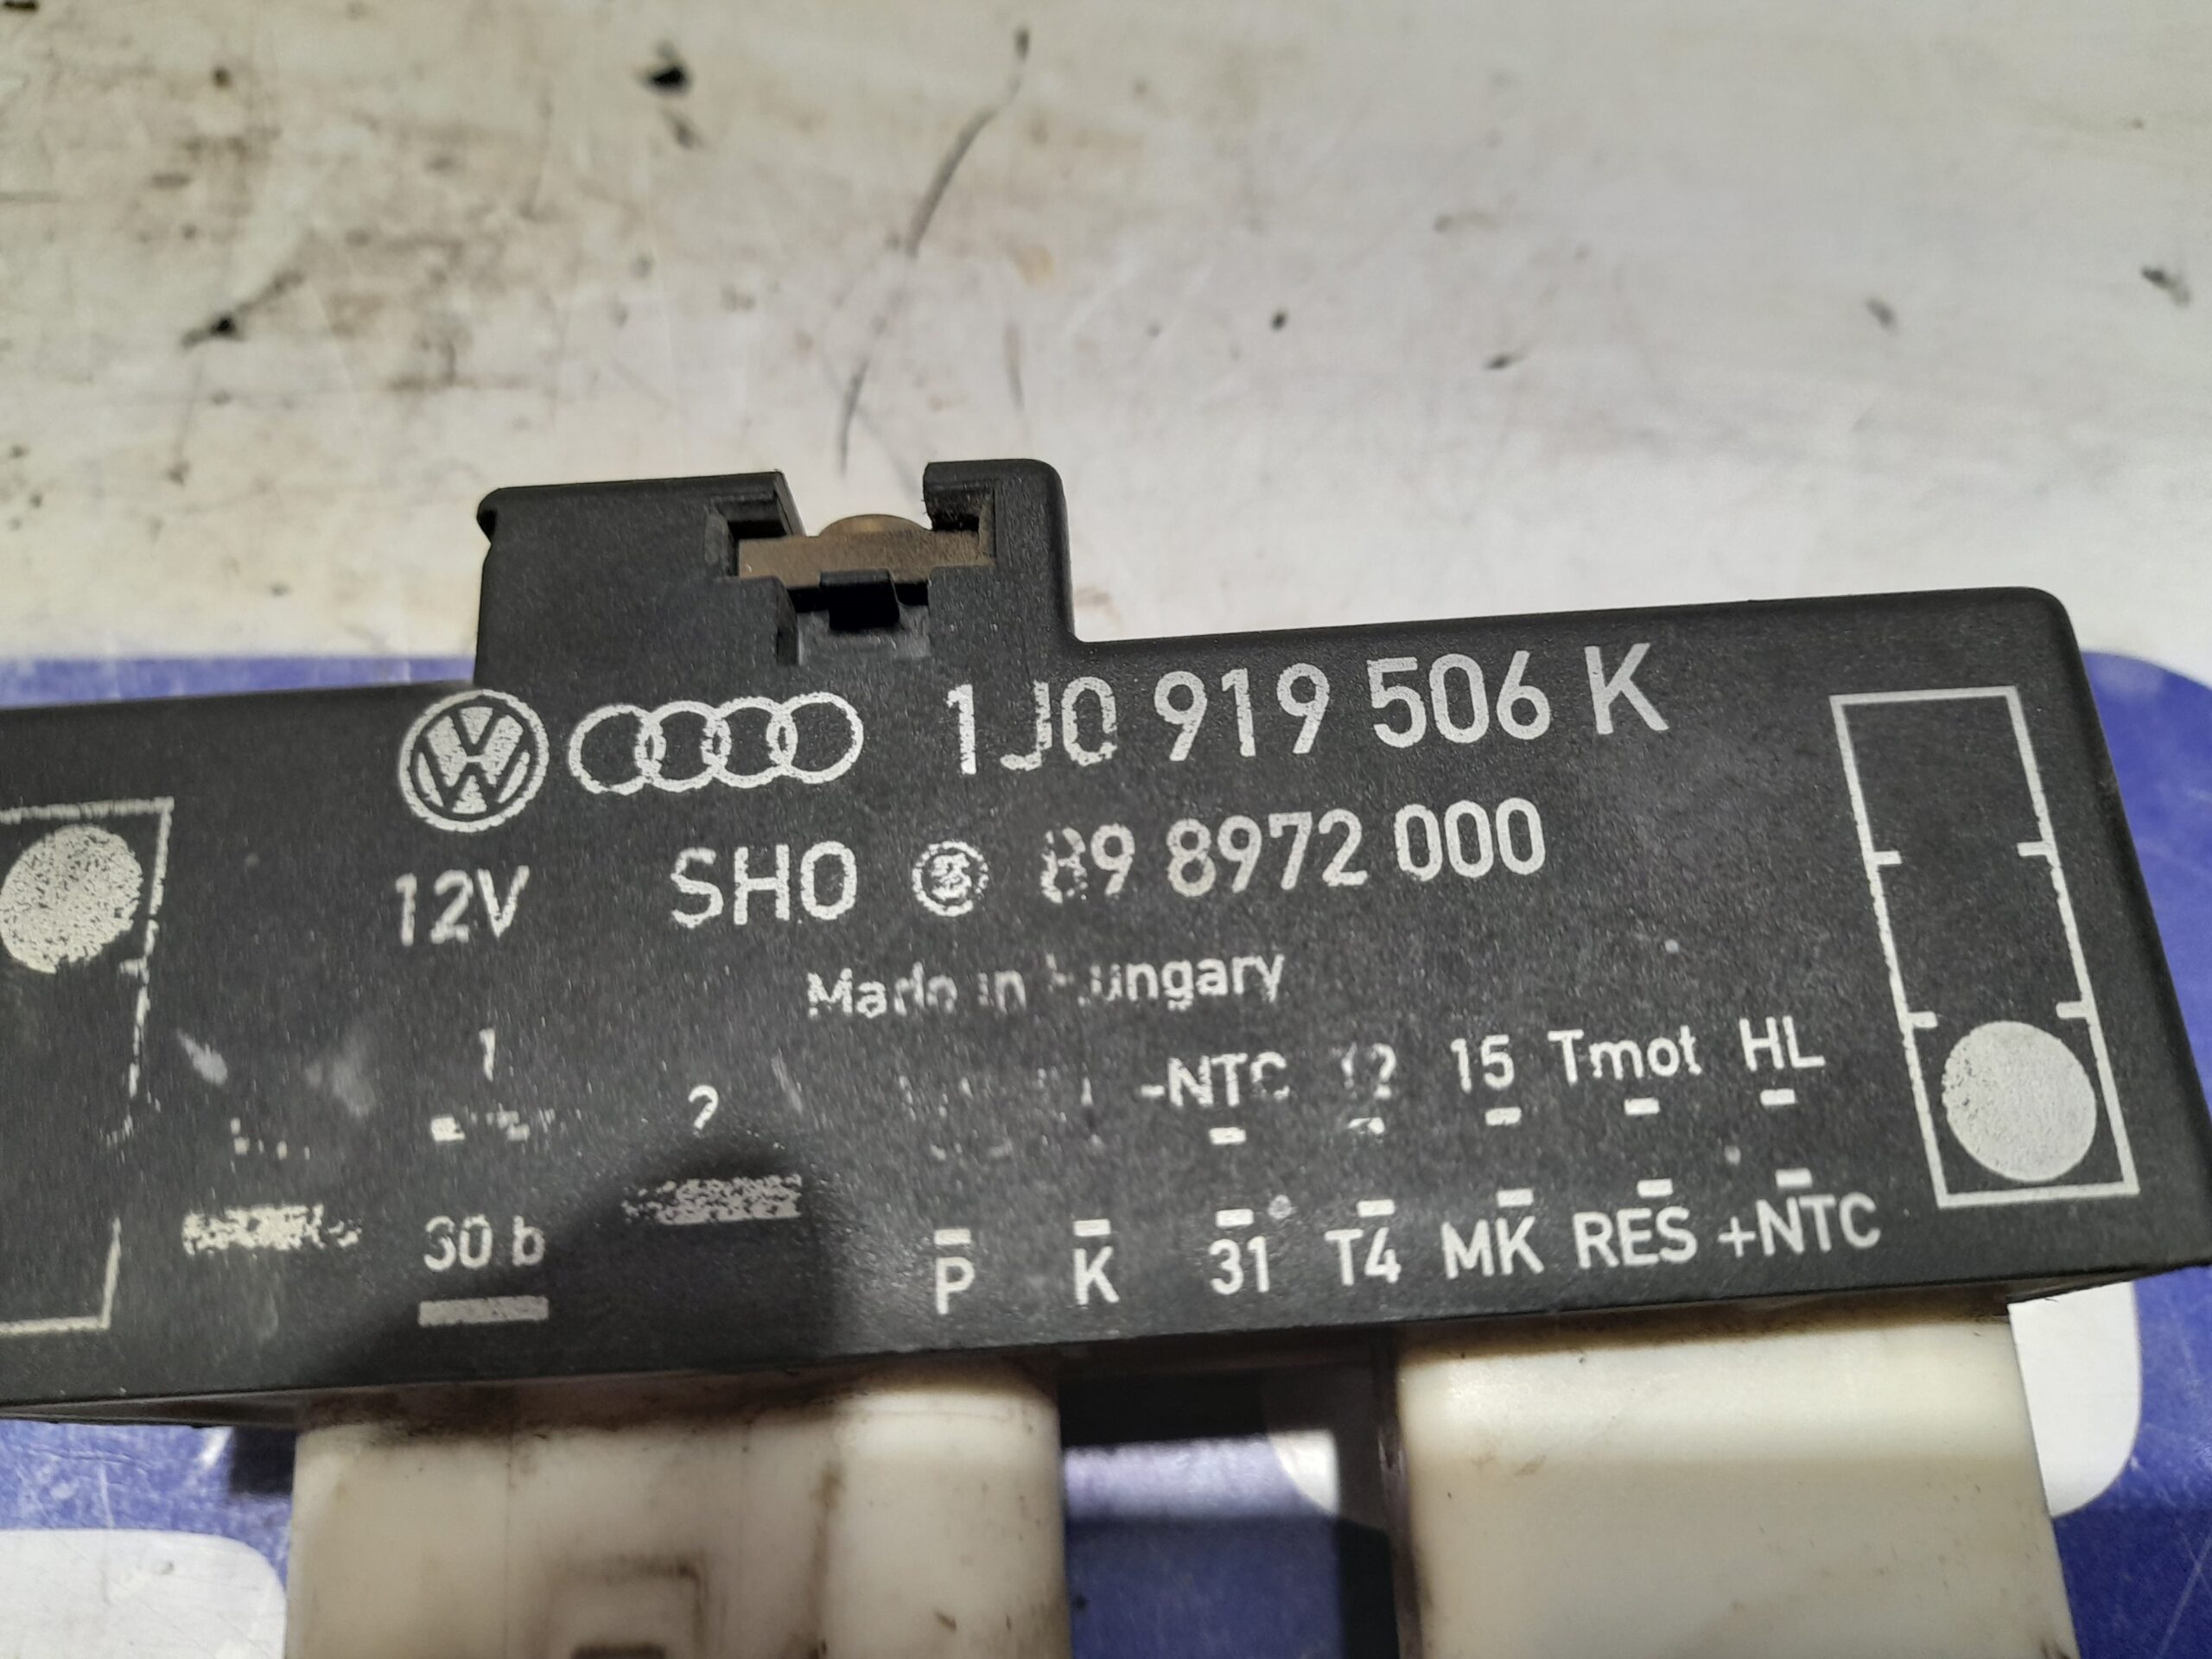 1J0 919 506 K
12V SHO 89 8972 000
Made in Hungary
1 2 -NTC 15 Tmot HL
30 b P K 31 T4 MK RES +NTC